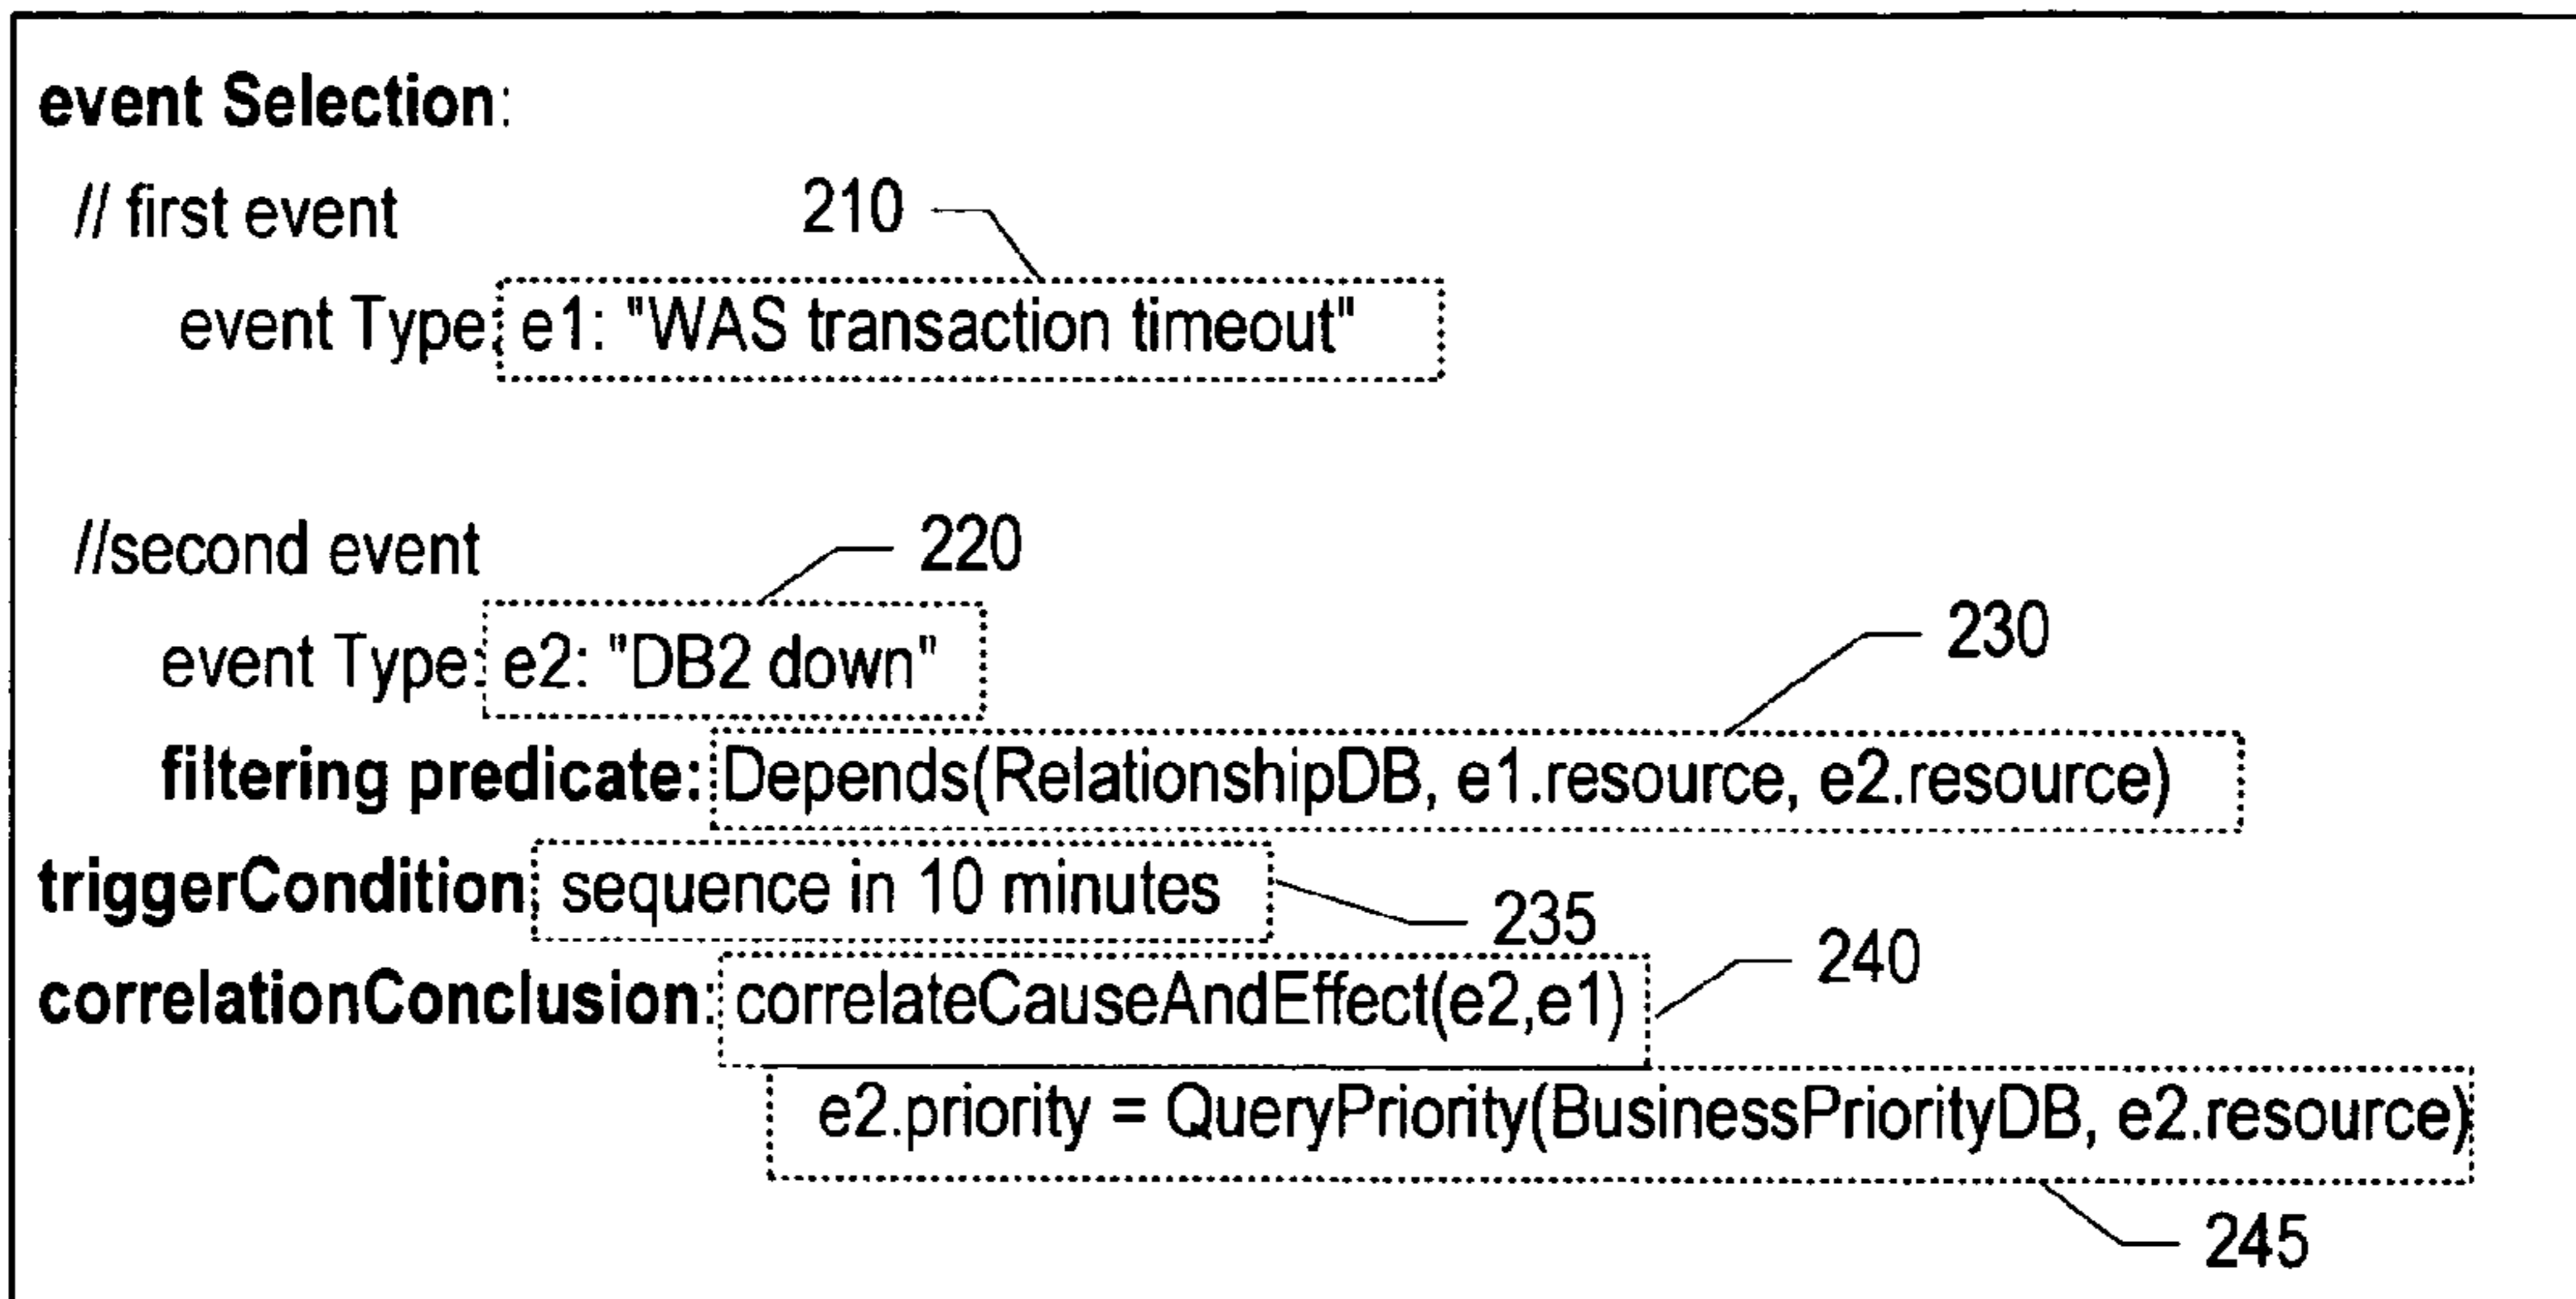 event Selection:
// first event
210
event Type: e1: "WAS transaction timeout"
//second event
220
event Type: e2: "DB2 down"
230
filtering predicate: Depends(RelationshipDB, e1.resource, e2.resource)
triggerCondition: sequence in 10 minutes
235
240
correlationConclusion: correlateCauseAndEffect(e2,e1)
e2.priority = QueryPriority(BusinessPriorityDB, e2.resource)
245